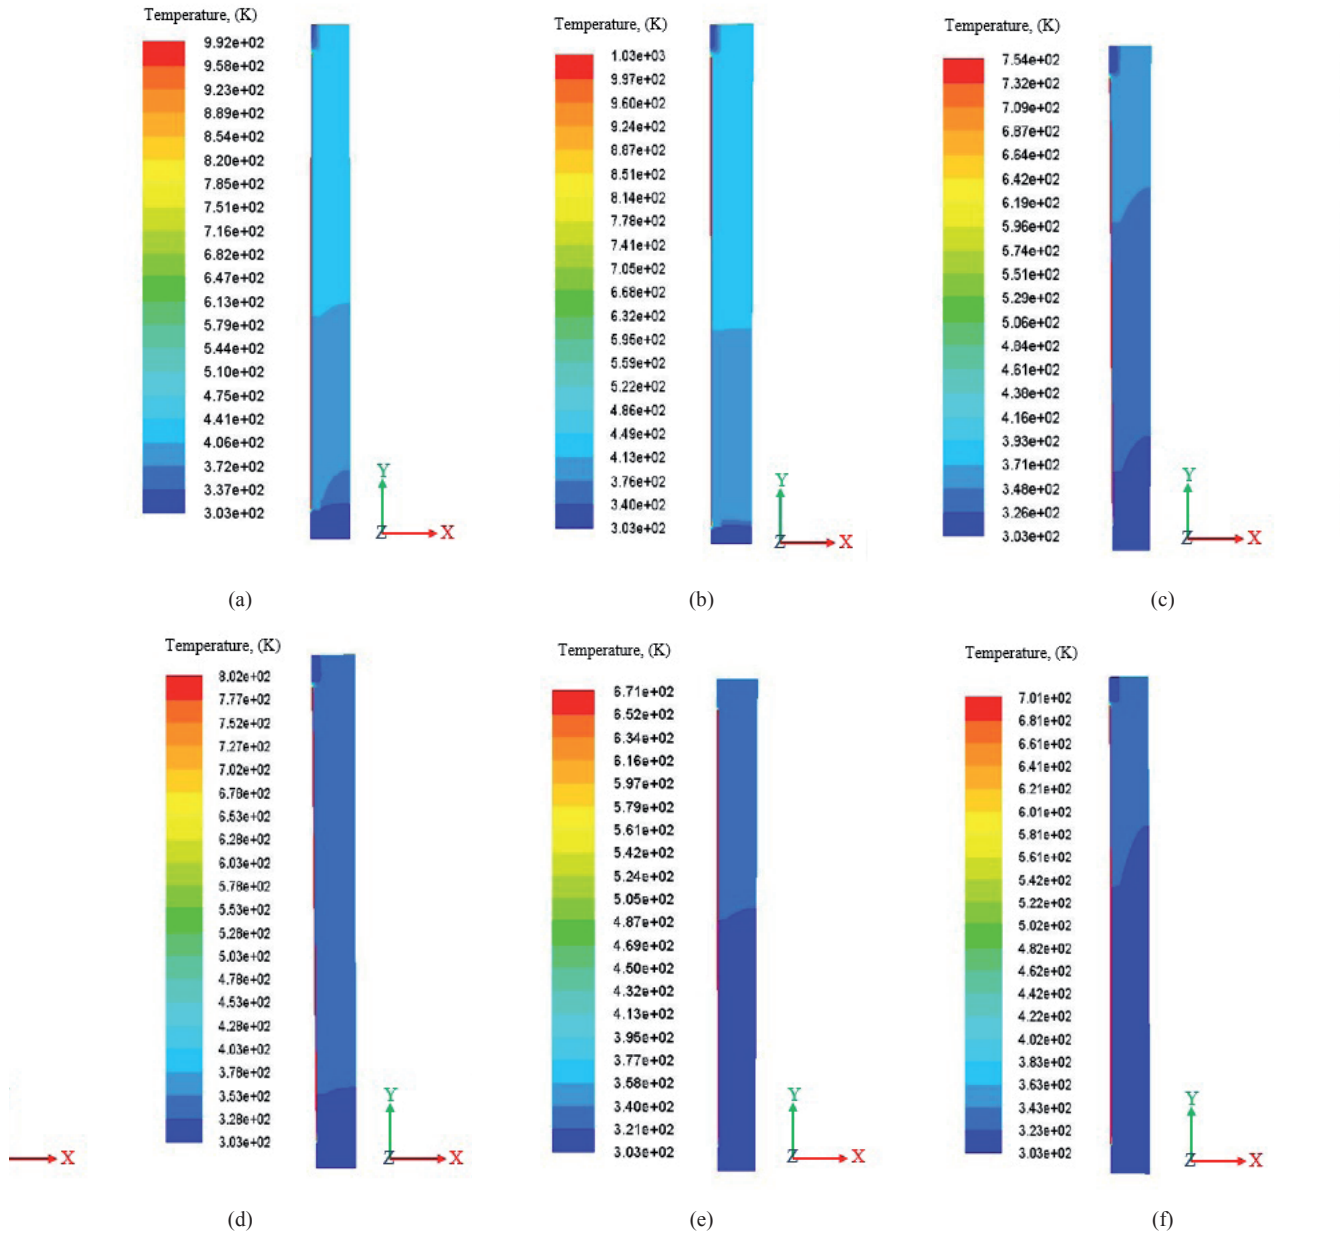 Temperature, (K)
9.92e+02
9.58e+02
9.23e+02
8.89e+02
8.54e+02
8.20e+02
7.85e+02
7.51e+02
7.16e+02
6.82e+02
6.47e+02
6.13e+02
5.79e+02
5.44e+02
5.10e+02
4.75e+02
4.41e+02
4.06e+02
3.72e+02
3.37e+02
3.03e+02
Y
Z
X
(a)
Temperature, (K)
1.03e+03
9.97e+02
9.60e+02
9.24e+02
8.87e+02
8.51e+02
8.14e+02
7.78e+02
7.41e+02
7.05e+02
6.68e+02
6.32e+02
5.95e+02
5.59e+02
5.22e+02
4.86e+02
4.49e+02
4.13e+02
3.76e+02
3.40e+02
3.03e+02
Y
Z
X
(b)
Temperature, (K)
7.54e+02
7.32e+02
7.09e+02
6.87e+02
6.64e+02
6.42e+02
6.19e+02
5.96e+02
5.74e+02
5.51e+02
5.29e+02
5.06e+02
4.84e+02
4.61e+02
4.38e+02
4.16e+02
3.93e+02
3.71e+02
3.48e+02
3.26e+02
3.03e+02
Y
Z
X
(c)
X
Temperature, (K)
8.02e+02
7.77e+02
7.52e+02
7.27e+02
7.02e+02
6.78e+02
6.53e+02
6.28e+02
6.03e+02
5.78e+02
5.53e+02
5.28e+02
5.03e+02
4.78e+02
4.53e+02
4.28e+02
4.03e+02
3.78e+02
3.53e+02
3.28e+02
3.03e+02
Y
Z
X
(d)
Temperature, (K)
6.71e+02
6.52e+02
6.34e+02
6.16e+02
5.97e+02
5.79e+02
5.61e+02
5.42e+02
5.24e+02
5.05e+02
4.87e+02
4.69e+02
4.50e+02
4.32e+02
4.13e+02
3.95e+02
3.77e+02
3.58e+02
3.40e+02
3.21e+02
3.03e+02
Y
Z
X
(e)
Temperature, (K)
7.01e+02
6.81e+02
6.61e+02
6.41e+02
6.21e+02
6.01e+02
5.81e+02
5.61e+02
5.42e+02
5.22e+02
5.02e+02
4.82e+02
4.62e+02
4.42e+02
4.22e+02
4.02e+02
3.83e+02
3.63e+02
3.43e+02
3.23e+02
3.03e+02
Y
Z
X
(f)